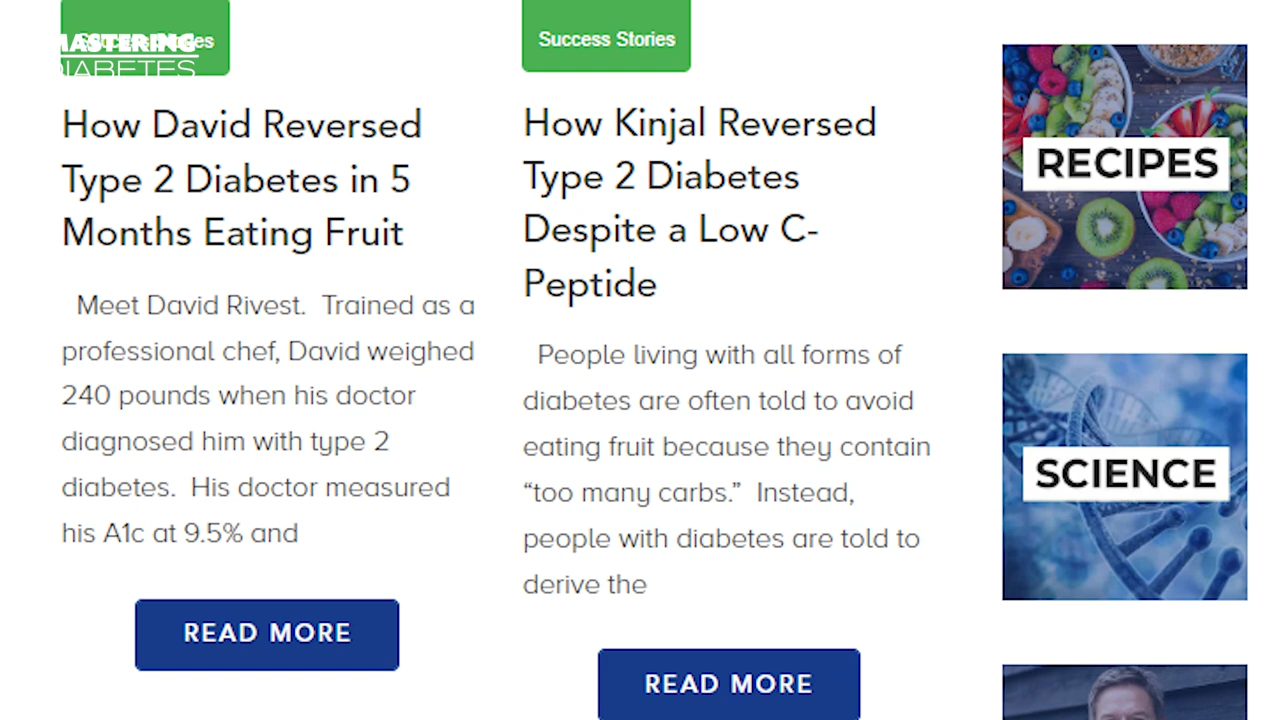 MASTERING
DIABETES
Success Stories
How David Reversed
Type 2 Diabetes in 5
Months Eating Fruit
Meet David Rivest. Trained as a
professional chef, David weighed
240 pounds when his doctor
diagnosed him with type 2
diabetes. His doctor measured
his A1c at 9.5% and
READ MORE
Success Stories
How Kinjal Reversed
Type 2 Diabetes
Despite a Low C-
Peptide
People living with all forms of
diabetes are often told to avoid
eating fruit because they contain
“too many carbs.” Instead,
people with diabetes are told to
derive the
READ MORE
RECIPES
SCIENCE